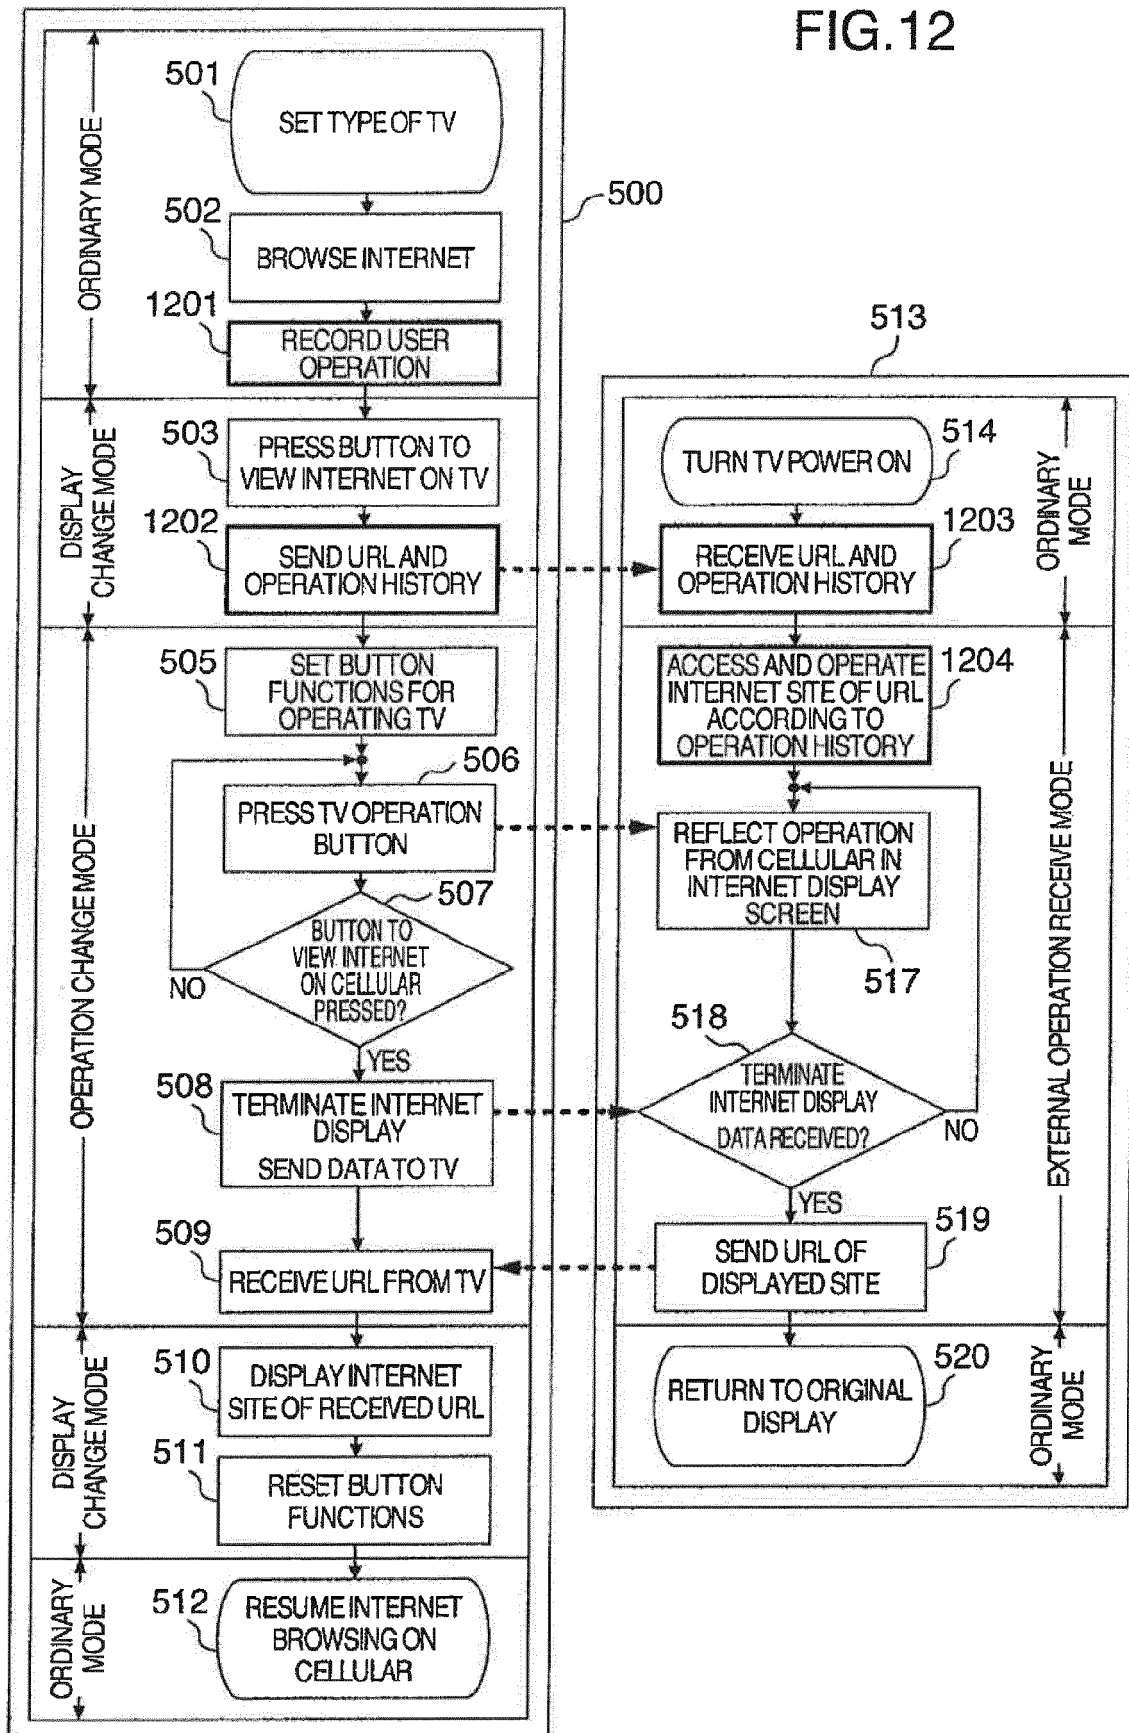 FIG.12
500
ORDINARY MODE
501
SET TYPE OF TV
502
BROWSE INTERNET
1201
RECORD USER
OPERATION
DISPLAY
CHANGE MODE
503
PRESS BUTTON TO
VIEW INTERNET ON TV
1202
SEND URL AND
OPERATION HISTORY
OPERATION CHANGE MODE
505
SET BUTTON
FUNCTIONS FOR
OPERATING TV
506
PRESS TV OPERATION
BUTTON
507
BUTTON TO
VIEW INTERNET
ON CELLULAR
PRESSED?
NO
YES
508
TERMINATE INTERNET
DISPLAY
SEND DATA TO TV
509
RECEIVE URL FROM TV
DISPLAY
CHANGE MODE
510
DISPLAY INTERNET
SITE OF RECEIVED URL
511
RESET BUTTON
FUNCTIONS
ORDINARY
MODE
512
RESUME INTERNET
BROWSING ON
CELLULAR
513
ORDINARY
MODE
514
TURN TV POWER ON
1203
RECEIVE URL AND
OPERATION HISTORY
EXTERNAL OPERATION RECEIVE MODE
1204
ACCESS AND OPERATE
INTERNET SITE OF URL
ACCORDING TO
OPERATION HISTORY
REFLECT OPERATION
FROM CELLULAR IN
INTERNET DISPLAY
SCREEN
517
518
TERMINATE
INTERNET DISPLAY
DATA RECEIVED?
NO
YES
519
SEND URL OF
DISPLAYED SITE
ORDINARY
MODE
520
RETURN TO ORIGINAL
DISPLAY